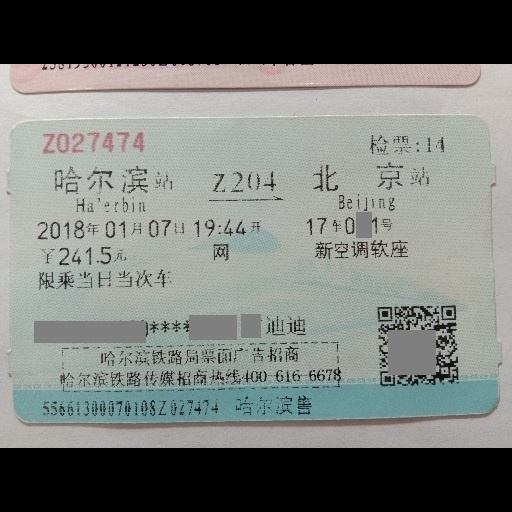 Z027474
检票:14
哈尔滨站 Z204 北京站
Ha'erbin Beijing
2018年01月07日19:44开 17车0 1号
￥241.5元 网 新空调软座
限乘当日当次车
0**** 迪迪
哈尔滨铁路局票面广告招商
哈尔滨铁路传媒招商热线400-616-6678
55661300070108Z027474 哈尔滨售